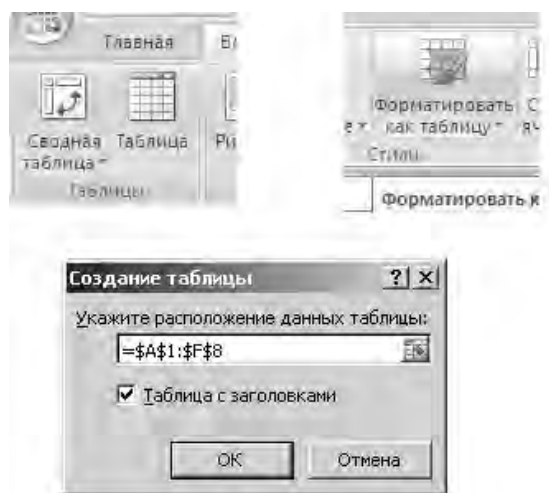 Главная
Сводная Таблица
таблица
Таблицы
Форматировать
как таблицу
Стили
Форматировать к
Создание таблицы
Укажите расположение данных таблицы:
=$A$1:$F$8
Таблица с заголовками
ОК
Отмена